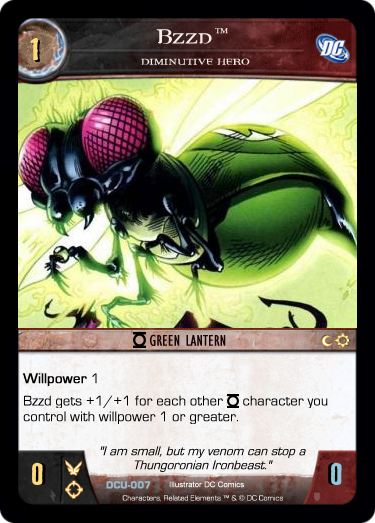 1
Bzzd™
DIMINUTIVE HERO
DC
GREEN LANTERN
Willpower 1
Bzzd gets +1/+1 for each other character you
control with willpower 1 or greater.
"I am small, but my venom can stop a
Thungoronian Ironbeast."
0
DCU-007 Illustrator DC Comics
0
Characters, Related Elements ™ & © DC Comics